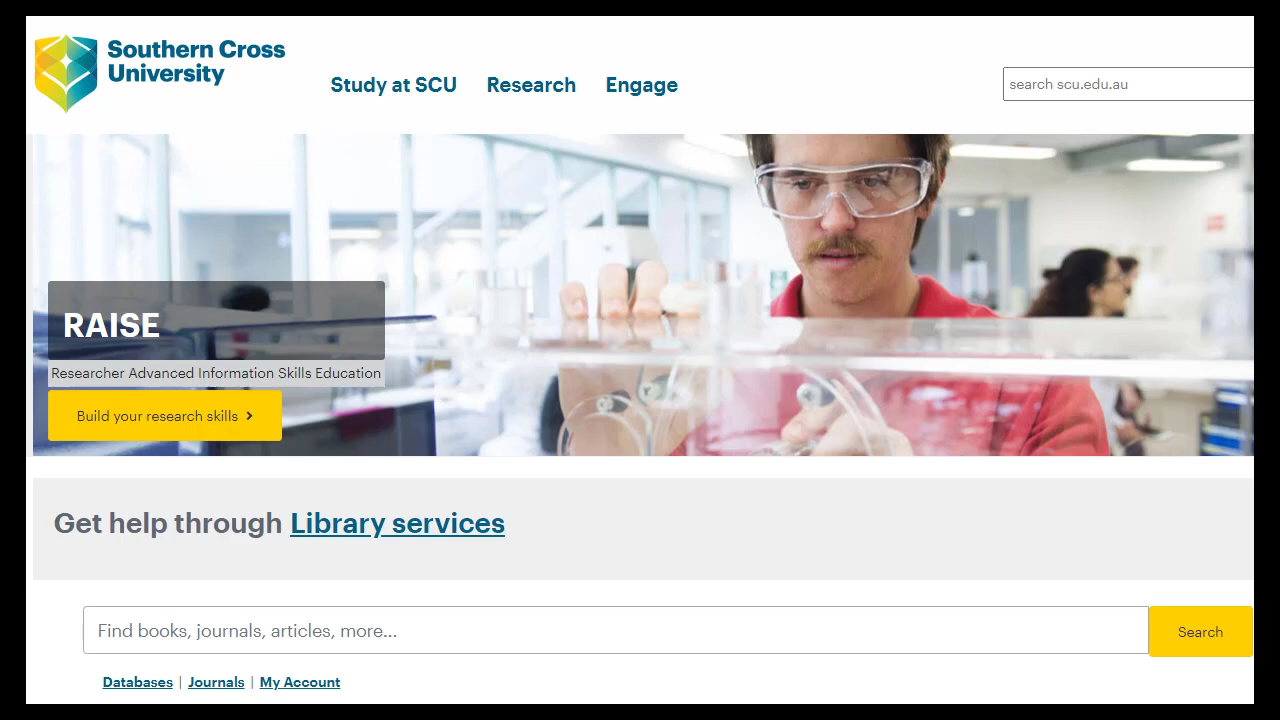 Southern Cross
University
Study at SCU Research Engage
search scu.edu.au
RAISE
Researcher Advanced Information Skills Education
Build your research skills
Get help through Library services
Find books, journals, articles, more...
Search
Databases | Journals | My Account